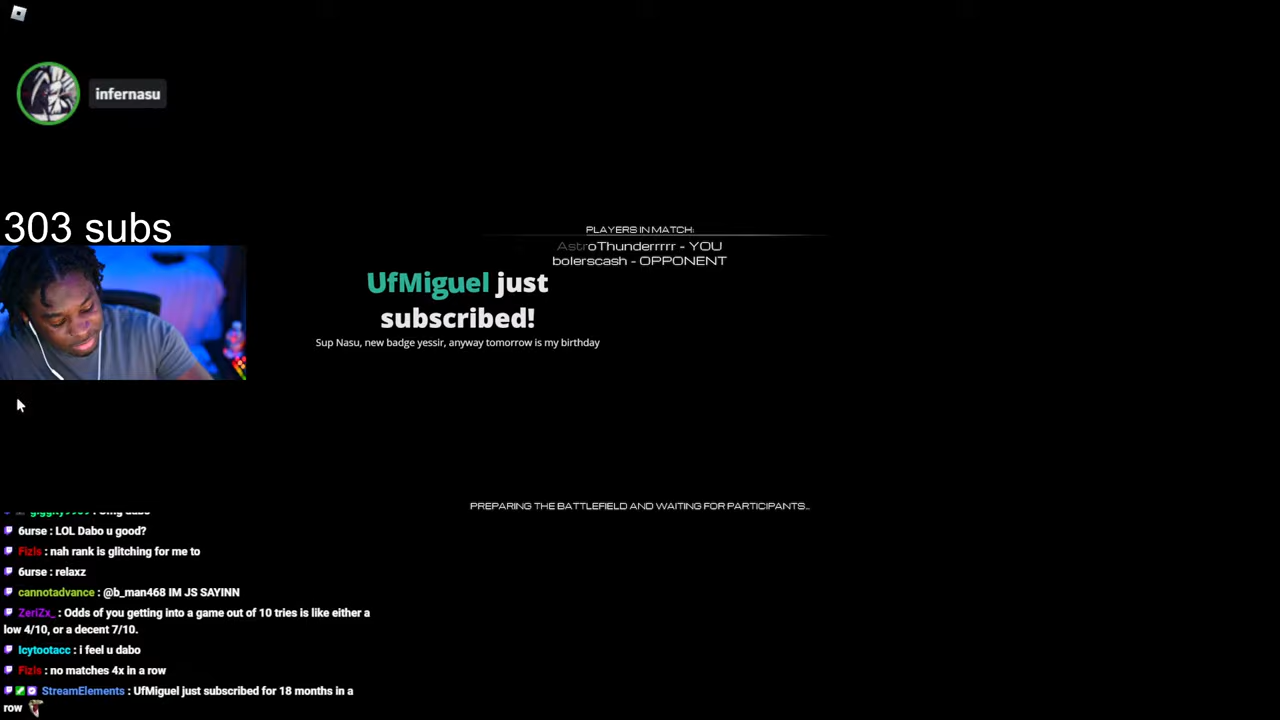 infernasu
303 subs
PLAYERS IN MATCH:
AstroThunderrrrr - YOU
bolerscash - OPPONENT
UfMiguel just
subscribed!
Sup Nasu, new badge yessir, anyway tomorrow is my birthday
PREPARING THE BATTLEFIELD AND WAITING FOR PARTICIPANTS...
6urse : LOL Dabo u good?
Fizls : nah rank is glitching for me to
6urse : relaxz
cannotadvance : @b_man468 IM JS SAYINN
ZeriZx_ : Odds of you getting into a game out of 10 tries is like either a
low 4/10, or a decent 7/10.
Icytootacc : i feel u dabo
Fizls : no matches 4x in a row
StreamElements : UfMiguel just subscribed for 18 months in a
row